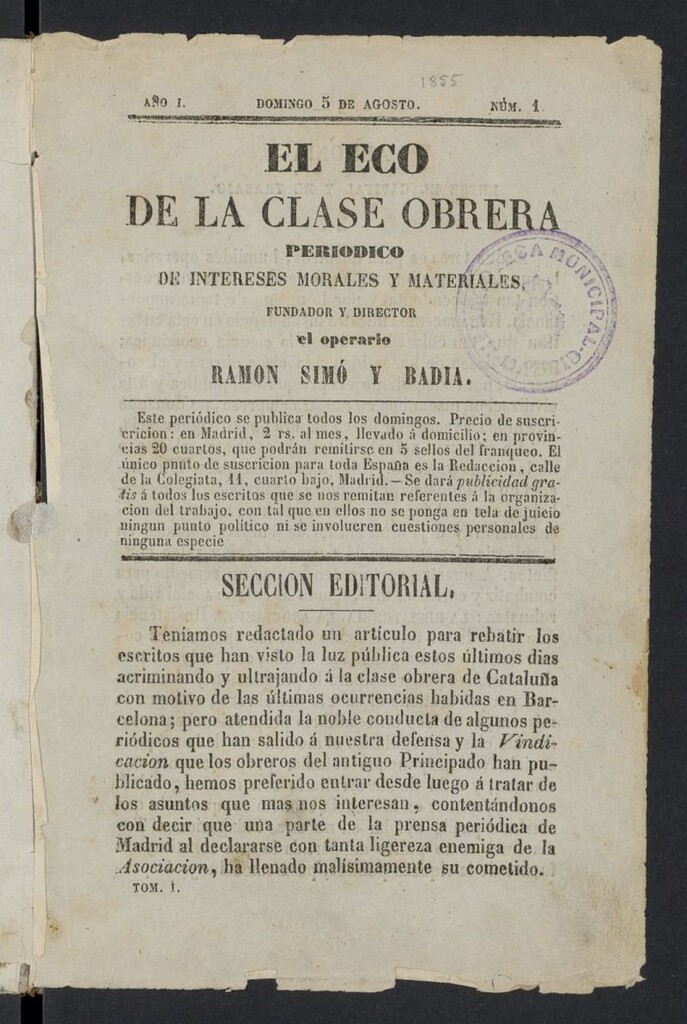 1855
AÑO I. DOMINGO 5 DE AGOSTO. NÚM. 1.
EL ECO
DE LA CLASE OBRERA
PERIODICO
DE INTERESES MORALES Y MATERIALES,
FUNDADOR Y DIRECTOR
el operario
RAMON SIMÓ Y BADIA.
MUNICIPAL
Este periódico se publica todos los domingos. Precio de suscri-
cricion: en Madrid, 2 rs. al mes, llevado á domicilio; en provin-
cias 20 cuartos, que podrán remitirse en 5 sellos del franqueo. El
único pnnto de suscricion para toda España es la Redaccion, calle
de la Colegiata, 11, cuarto bajo, Madrid.—Se dará publicidad gra-
tis á todos los escritos que se nos remitan referentes á la organiza-
cion del trabajo, con tal que en ellos no se ponga en tela de juicio
ningun punto político ni se involucren cuestiones personales de
ninguna especie
SECCION EDITORIAL.
Teniamos redactado un artículo para rebatir los
escritos que han visto la luz pública estos últimos dias
acriminando y ultrajando á la clase obrera de Cataluña
con motivo de las últimas ocurrencias habidas en Bar-
celona; pero atendida la noble conducta de algunos pe-
riódicos que han salido á nuestra defensa y la Vindi-
cacion que los obreros del antiguo Principado han pu-
blicado, hemos preferido entrar desde luego á tratar de
los asuntos que mas nos interesan, contentándonos
con decir que una parte de la prensa periódica de
Madrid al declararse con tanta ligereza enemiga de la
Asociacion, ha llenado malísimamente su cometido.
TOM. I.